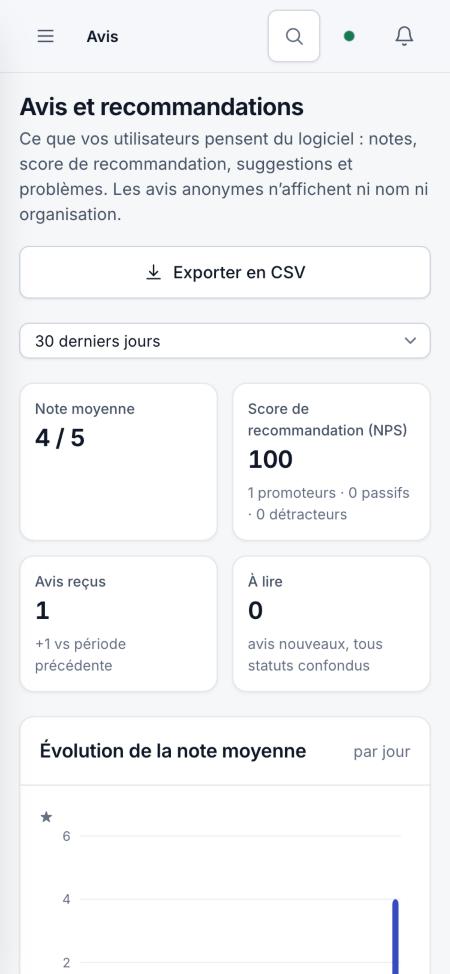 Avis
Avis et recommandations
Ce que vos utilisateurs pensent du logiciel : notes,
score de recommandation, suggestions et
problèmes. Les avis anonymes n’affichent ni nom ni
organisation.
Exporter en CSV
30 derniers jours
Note moyenne
4 / 5
Score de
recommandation (NPS)
100
1 promoteurs · 0 passifs
· 0 détracteurs
Avis reçus
1
+1 vs période
précédente
À lire
0
avis nouveaux, tous
statuts confondus
Évolution de la note moyenne
par jour
★
6
4
2